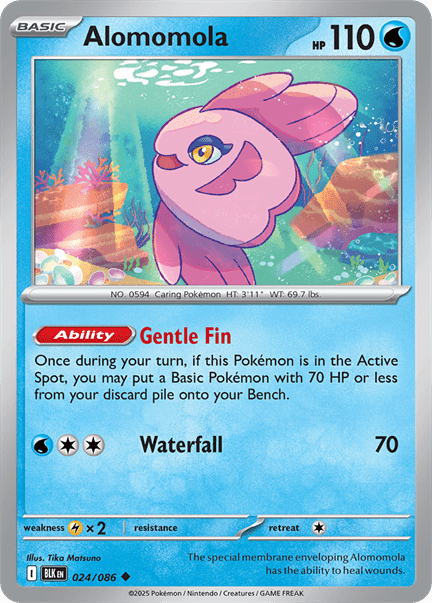 BASIC
Alomomola
HP 110
NO. 0594 Caring Pokémon HT: 3'11" WT: 69.7 lbs.
Ability Gentle Fin
Once during your turn, if this Pokémon is in the Active
Spot, you may put a Basic Pokémon with 70 HP or less
from your discard pile onto your Bench.
Waterfall 70
weakness ×2 resistance retreat
Illus. Tika Matsuno
I BLK EN 024/086
The special membrane enveloping Alomomola
has the ability to heal wounds.
©2025 Pokémon / Nintendo / Creatures / GAME FREAK